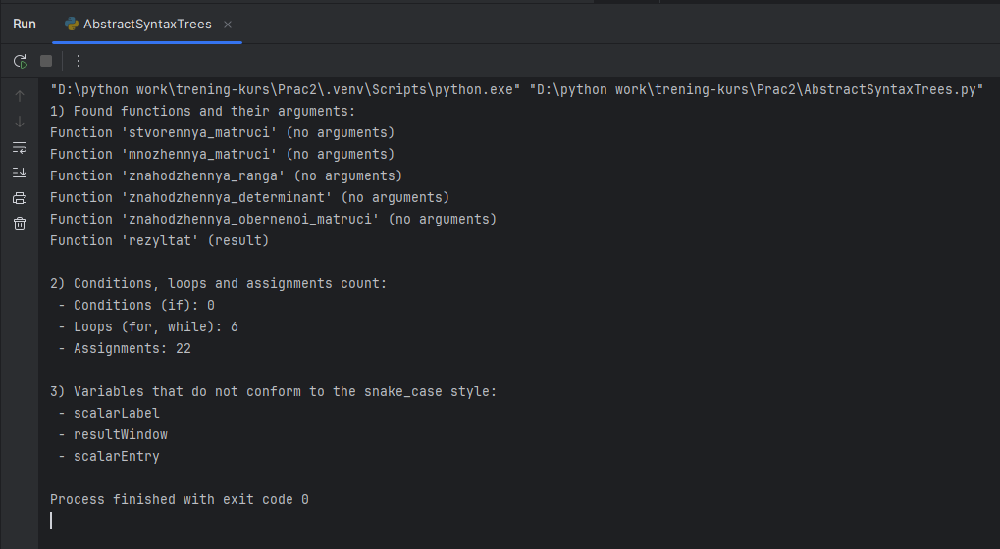 Run AbstractSyntaxTrees
"D:\python work\trening-kurs\Prac2\.venv\Scripts\python.exe" "D:\python work\trening-kurs\Prac2\AbstractSyntaxTrees.py"
1) Found functions and their arguments:
Function 'stvorennya_matruci' (no arguments)
Function 'mnozhennya_matruci' (no arguments)
Function 'znahodzhennya_ranga' (no arguments)
Function 'znahodzhennya_determinant' (no arguments)
Function 'znahodzhennya_obernenoi_matruci' (no arguments)
Function 'rezyltat' (result)
2) Conditions, loops and assignments count:
- Conditions (if): 0
- Loops (for, while): 6
- Assignments: 22
3) Variables that do not conform to the snake_case style:
- scalarLabel
- resultWindow
- scalarEntry
Process finished with exit code 0